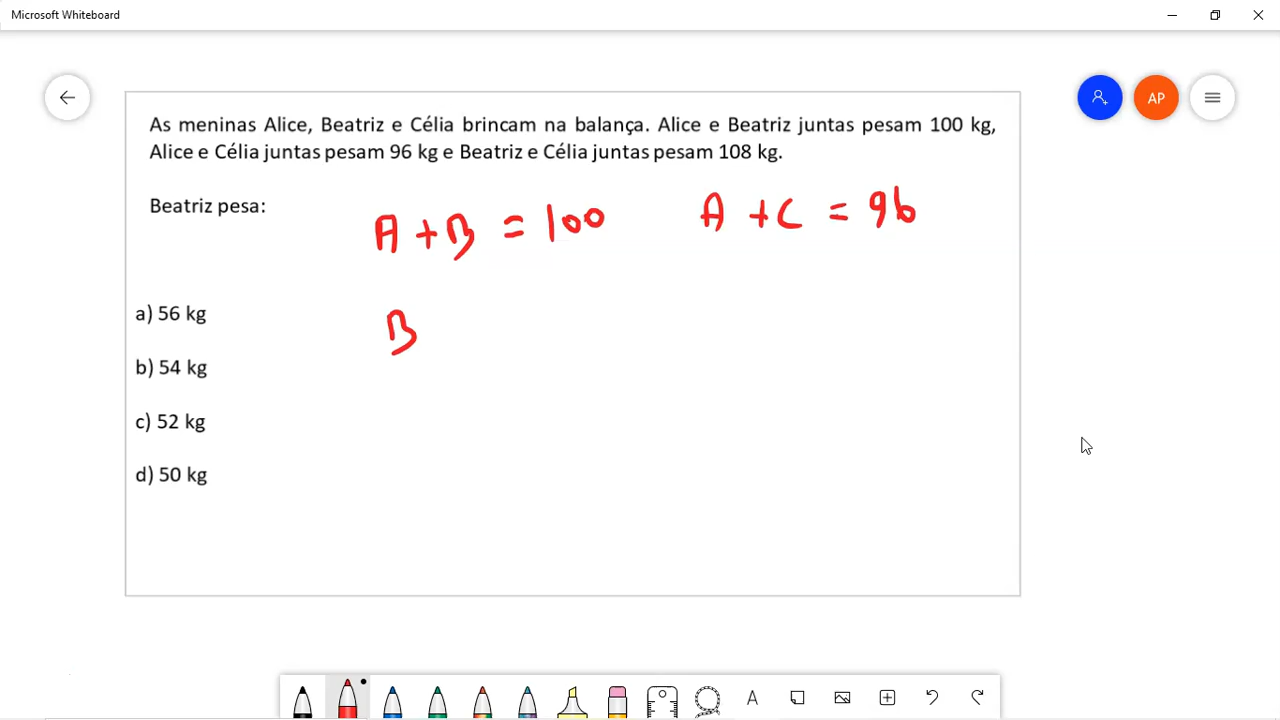 Microsoft Whiteboard
AP
As meninas Alice, Beatriz e Célia brincam na balança. Alice e Beatriz juntas pesam 100 kg,
Alice e Célia juntas pesam 96 kg e Beatriz e Célia juntas pesam 108 kg.
Beatriz pesa:
A + B = 100
A + C = 96
B
a) 56 kg
b) 54 kg
c) 52 kg
d) 50 kg
A